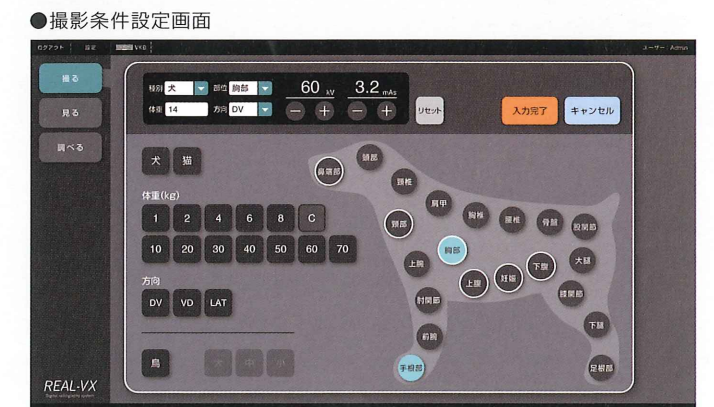 ●撮影条件設定画面
ログアウト 設定 VXB ユーザー : Admin
撮る
見る
調べる
種別 犬 部位 胸部 60 kV 3.2 mAs
体重 14 方向 DV − + − + リセット 入力完了 キャンセル
犬 猫
体重(kg)
1 2 4 6 8 C
10 20 30 40 50 60 70
方向
DV VD LAT
鳥 大 中 小
鼻端部 頭部
頸椎
肩甲
頸部 胸椎 腰椎 骨盤 股関節
胸部
上腕 上腹 妊娠 下腹 大腿
肘関節 膝関節
前腕 下腿
手根部 足根部
REAL-VX